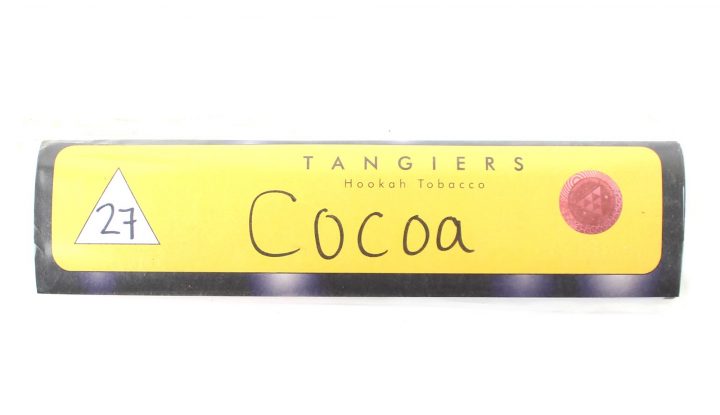 TANGIERS
Hookah Tobacco
27
Cocoa